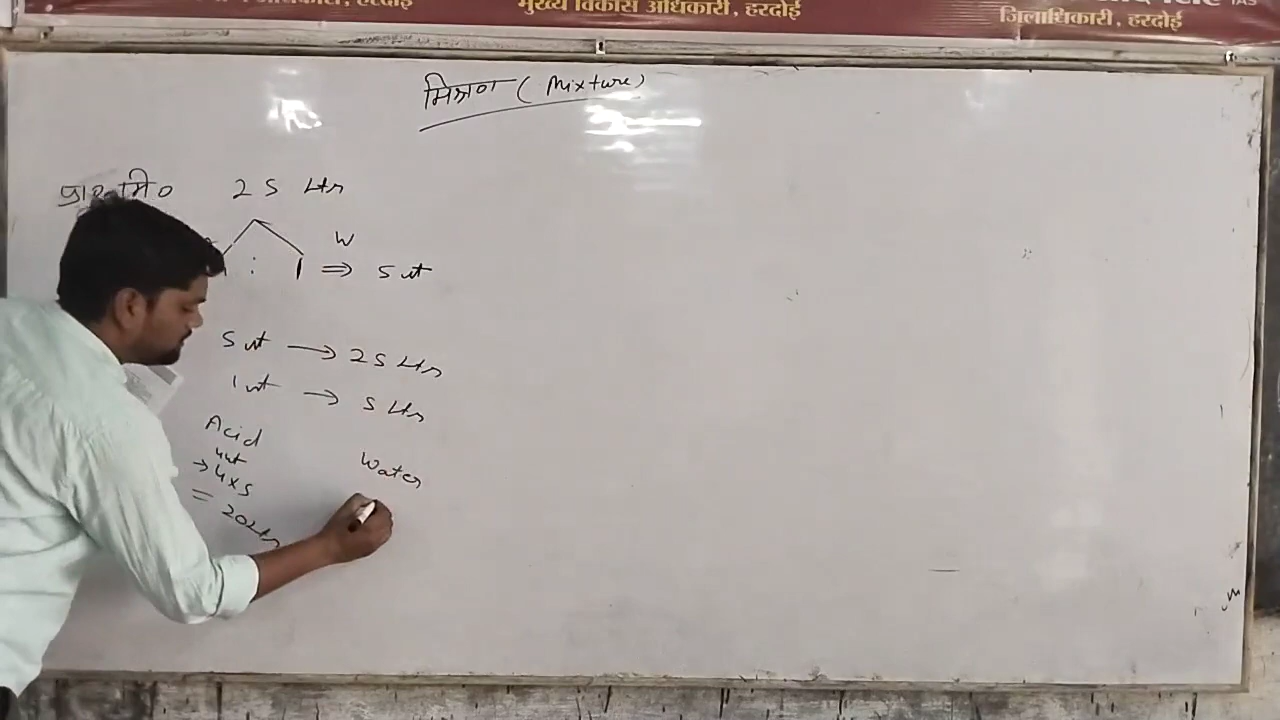 मुख्य विकास अधिकारी, हरदोई
जिलाधिकारी, हरदोई
मिश्रण ( Mixture )
25 Ltr
W
: 1 ⇒ 5 ut
5 ut → 25 Ltr
1 ut → 5 Ltr
Acid
4ut
Water
→ 4×5
= 20Ltr